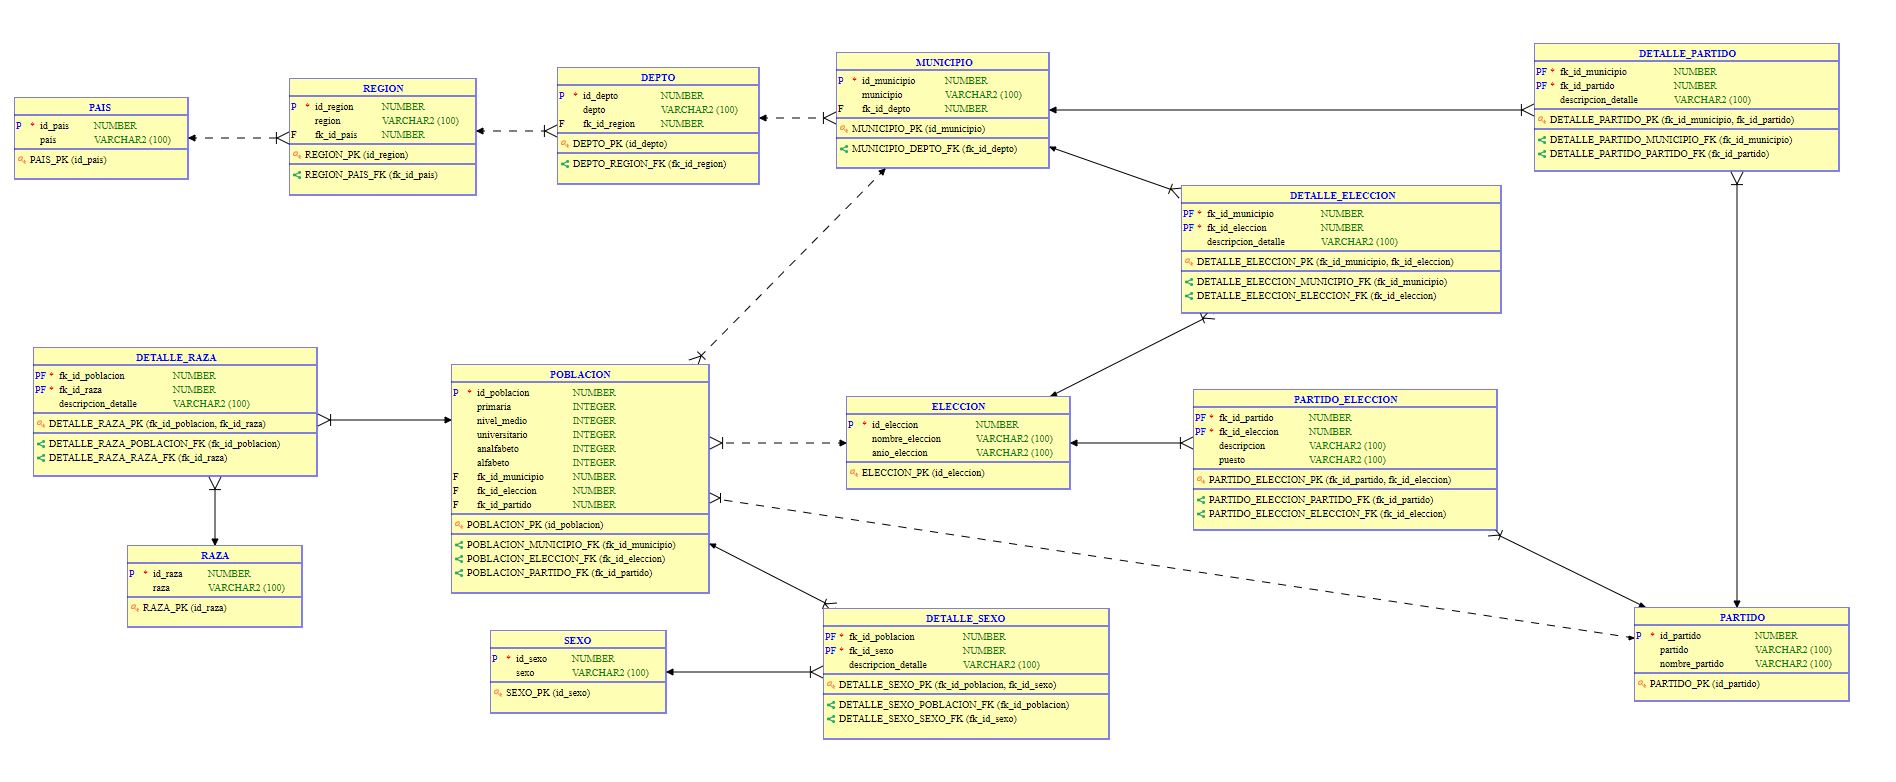 PAIS
P * id_pais NUMBER
pais VARCHAR2 (100)
PAIS_PK (id_pais)
REGION
P * id_region NUMBER
region VARCHAR2 (100)
F fk_id_pais NUMBER
REGION_PK (id_region)
REGION_PAIS_FK (fk_id_pais)
DEPTO
P * id_depto NUMBER
depto VARCHAR2 (100)
F fk_id_region NUMBER
DEPTO_PK (id_depto)
DEPTO_REGION_FK (fk_id_region)
MUNICIPIO
P * id_municipio NUMBER
municipio VARCHAR2 (100)
F fk_id_depto NUMBER
MUNICIPIO_PK (id_municipio)
MUNICIPIO_DEPTO_FK (fk_id_depto)
DETALLE_PARTIDO
PF * fk_id_municipio NUMBER
PF * fk_id_partido NUMBER
descripcion_detalle VARCHAR2 (100)
DETALLE_PARTIDO_PK (fk_id_municipio, fk_id_partido)
DETALLE_PARTIDO_MUNICIPIO_FK (fk_id_municipio)
DETALLE_PARTIDO_PARTIDO_FK (fk_id_partido)
DETALLE_ELECCION
PF * fk_id_municipio NUMBER
PF * fk_id_eleccion NUMBER
descripcion_detalle VARCHAR2 (100)
DETALLE_ELECCION_PK (fk_id_municipio, fk_id_eleccion)
DETALLE_ELECCION_MUNICIPIO_FK (fk_id_municipio)
DETALLE_ELECCION_ELECCION_FK (fk_id_eleccion)
DETALLE_RAZA
PF * fk_id_poblacion NUMBER
PF * fk_id_raza NUMBER
descripcion_detalle VARCHAR2 (100)
DETALLE_RAZA_PK (fk_id_poblacion, fk_id_raza)
DETALLE_RAZA_POBLACION_FK (fk_id_poblacion)
DETALLE_RAZA_RAZA_FK (fk_id_raza)
POBLACION
P * id_poblacion NUMBER
primaria INTEGER
nivel_medio INTEGER
universitario INTEGER
analfabeto INTEGER
alfabeto INTEGER
F fk_id_municipio NUMBER
F fk_id_eleccion NUMBER
F fk_id_partido NUMBER
POBLACION_PK (id_poblacion)
POBLACION_MUNICIPIO_FK (fk_id_municipio)
POBLACION_ELECCION_FK (fk_id_eleccion)
POBLACION_PARTIDO_FK (fk_id_partido)
ELECCION
P * id_eleccion NUMBER
nombre_eleccion VARCHAR2 (100)
anio_eleccion VARCHAR2 (100)
ELECCION_PK (id_eleccion)
PARTIDO_ELECCION
PF * fk_id_partido NUMBER
PF * fk_id_eleccion NUMBER
descripcion VARCHAR2 (100)
puesto VARCHAR2 (100)
PARTIDO_ELECCION_PK (fk_id_partido, fk_id_eleccion)
PARTIDO_ELECCION_PARTIDO_FK (fk_id_partido)
PARTIDO_ELECCION_ELECCION_FK (fk_id_eleccion)
RAZA
P * id_raza NUMBER
raza VARCHAR2 (100)
RAZA_PK (id_raza)
SEXO
P * id_sexo NUMBER
sexo VARCHAR2 (100)
SEXO_PK (id_sexo)
DETALLE_SEXO
PF * fk_id_poblacion NUMBER
PF * fk_id_sexo NUMBER
descripcion_detalle VARCHAR2 (100)
DETALLE_SEXO_PK (fk_id_poblacion, fk_id_sexo)
DETALLE_SEXO_POBLACION_FK (fk_id_poblacion)
DETALLE_SEXO_SEXO_FK (fk_id_sexo)
PARTIDO
P * id_partido NUMBER
partido VARCHAR2 (100)
nombre_partido VARCHAR2 (100)
PARTIDO_PK (id_partido)